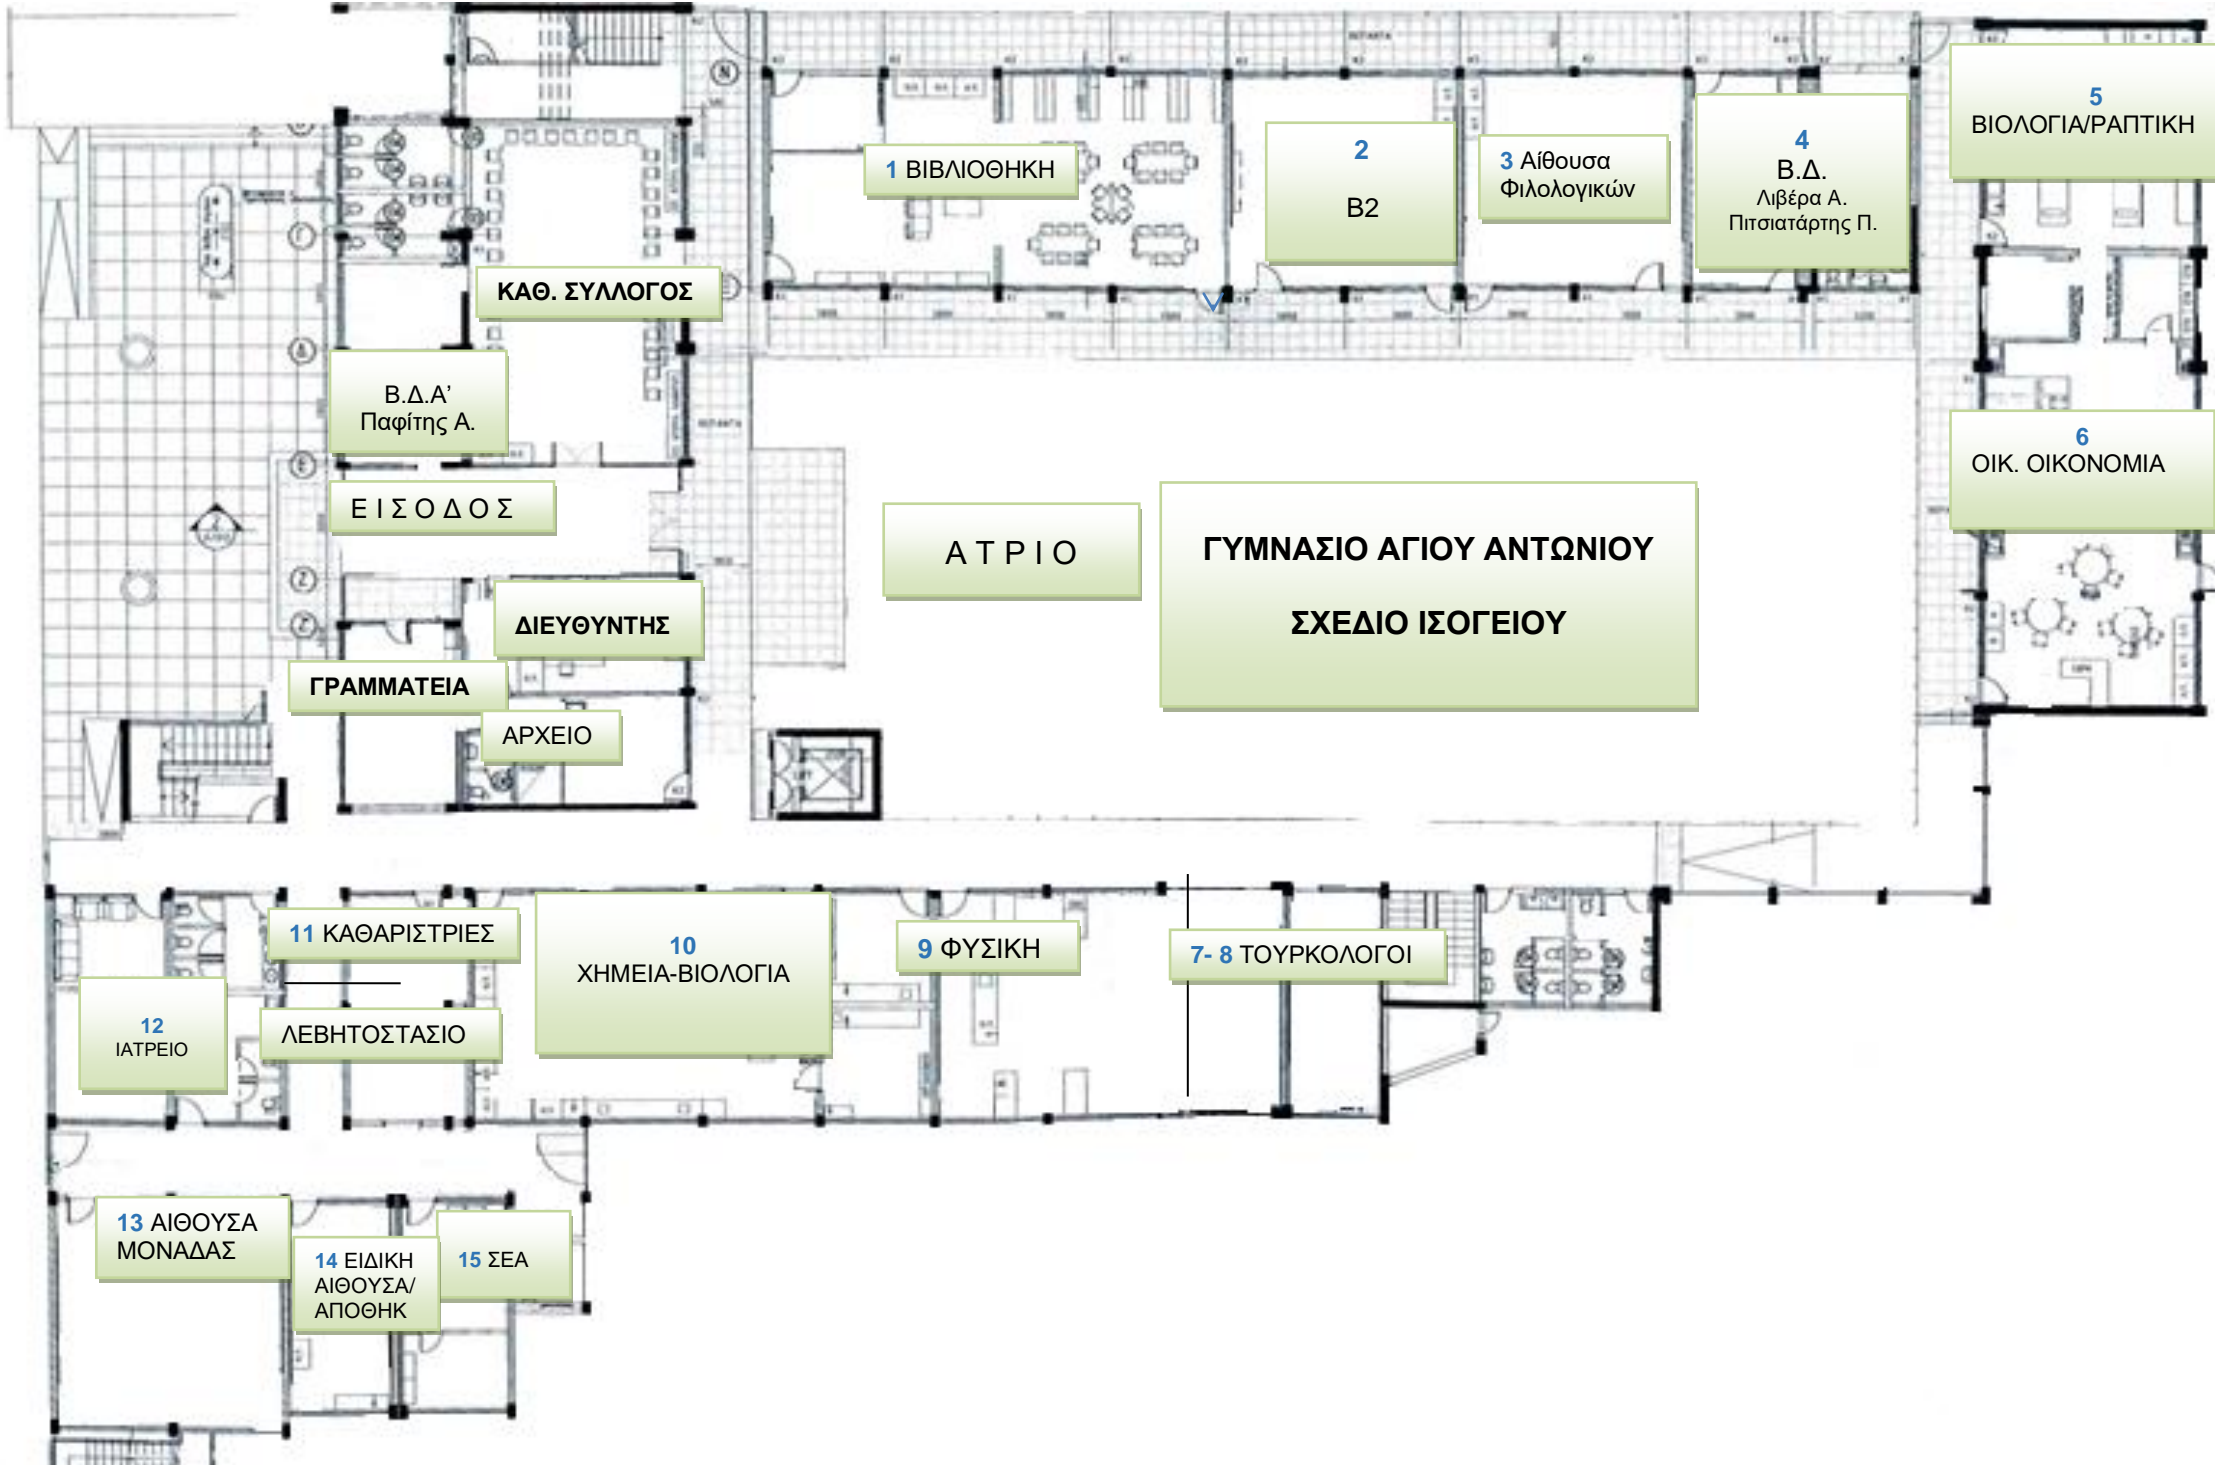 1 ΒΙΒΛΙΟΘΗΚΗ
2
Β2
3 Αίθουσα
Φιλολογικών
4
Β.Δ.
Λιβέρα Α.
Πιτσιατάρτης Π.
5
ΒΙΟΛΟΓΙΑ/ΡΑΠΤΙΚΗ
ΚΑΘ. ΣΥΛΛΟΓΟΣ
Β.Δ.Α'
Παφίτης Α.
6
ΟΙΚ. ΟΙΚΟΝΟΜΙΑ
Ε Ι Σ Ο Δ Ο Σ
Α Τ Ρ Ι Ο
ΓΥΜΝΑΣΙΟ ΑΓΙΟΥ ΑΝΤΩΝΙΟΥ
ΣΧΕΔΙΟ ΙΣΟΓΕΙΟΥ
ΔΙΕΥΘΥΝΤΗΣ
ΓΡΑΜΜΑΤΕΙΑ
ΑΡΧΕΙΟ
11 ΚΑΘΑΡΙΣΤΡΙΕΣ
10
ΧΗΜΕΙΑ-ΒΙΟΛΟΓΙΑ
9 ΦΥΣΙΚΗ
7- 8 ΤΟΥΡΚΟΛΟΓΟΙ
12
ΙΑΤΡΕΙΟ
ΛΕΒΗΤΟΣΤΑΣΙΟ
13 ΑΙΘΟΥΣΑ
ΜΟΝΑΔΑΣ
14 ΕΙΔΙΚΗ
ΑΙΘΟΥΣΑ/
ΑΠΟΘΗΚ
15 ΣΕΑ